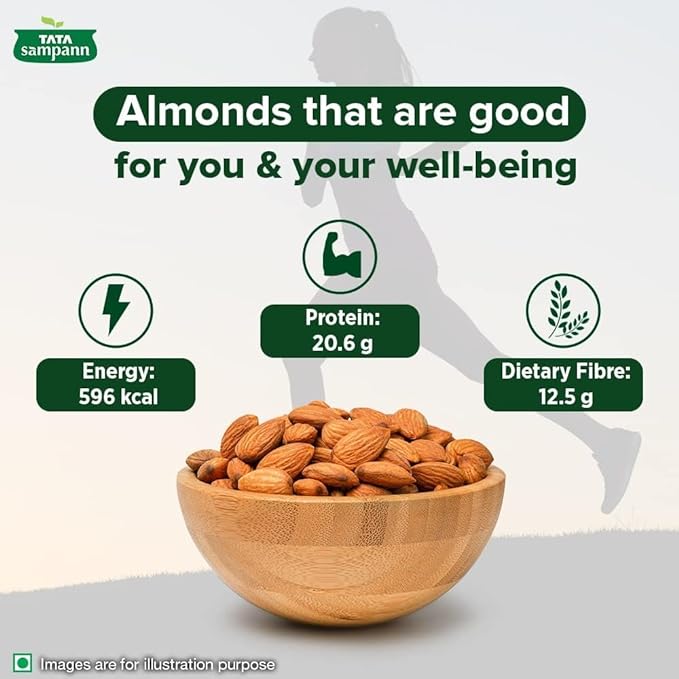 TATA
sampann
Almonds that are good
for you & your well-being
Protein:
20.6 g
Energy:
596 kcal
Dietary Fibre:
12.5 g
Images are for illustration purpose